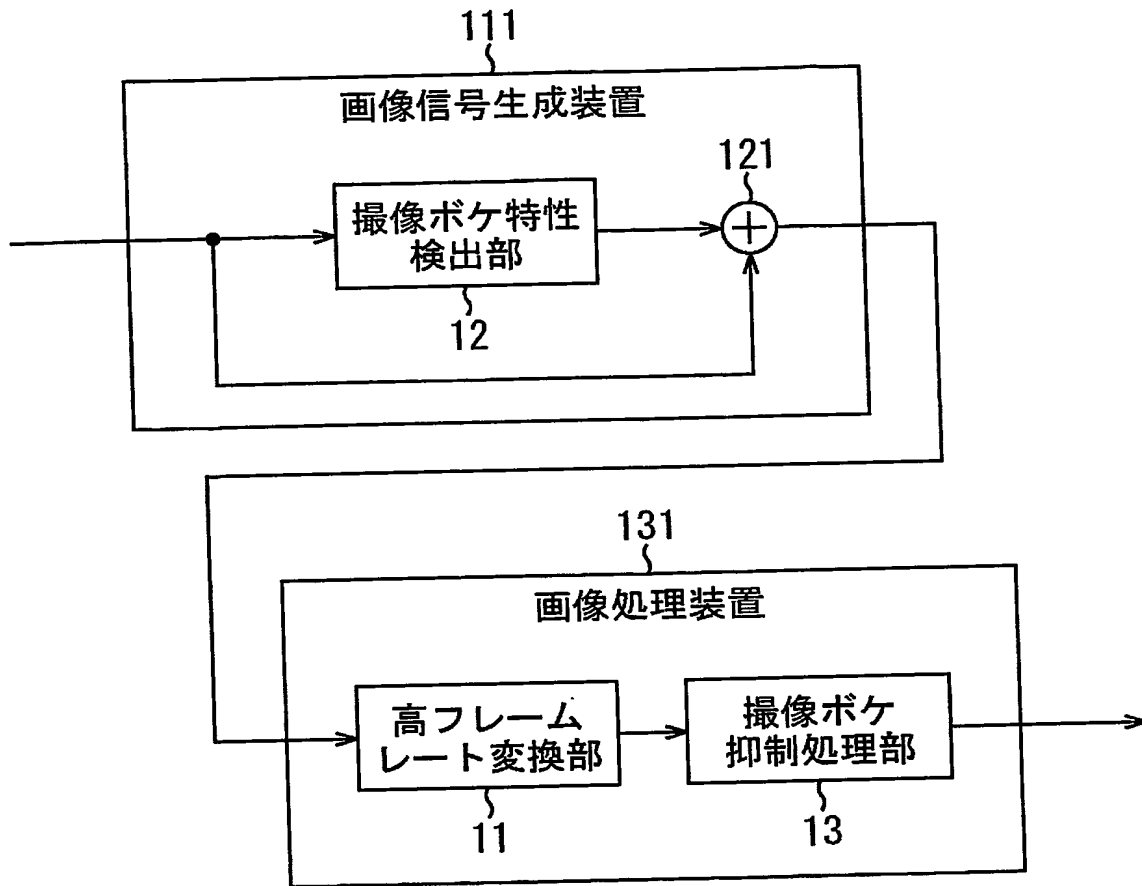 111
画像信号生成装置
121
撮像ボケ特性
検出部
12
131
画像処理装置
高フレーム
レート変換部
撮像ボケ
抑制処理部
11
13